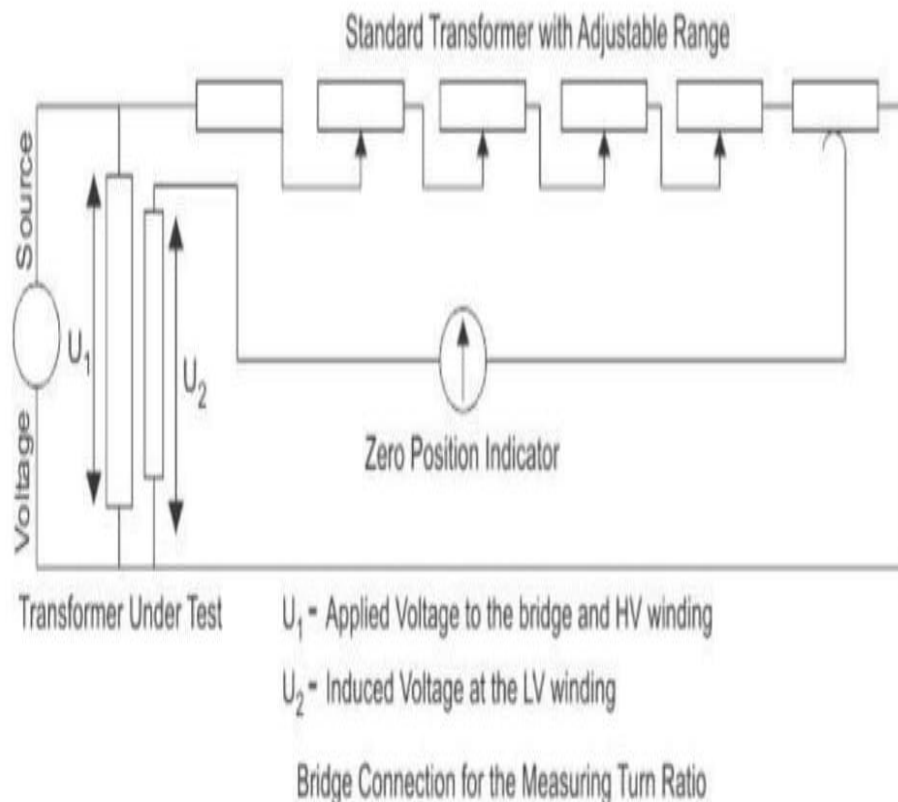 Standard Transformer with Adjustable Range
Voltage Source
U1
U2
Zero Position Indicator
Transformer Under Test
U1 - Applied Voltage to the bridge and HV winding
U2 - Induced Voltage at the LV winding
Bridge Connection for the Measuring Turn Ratio